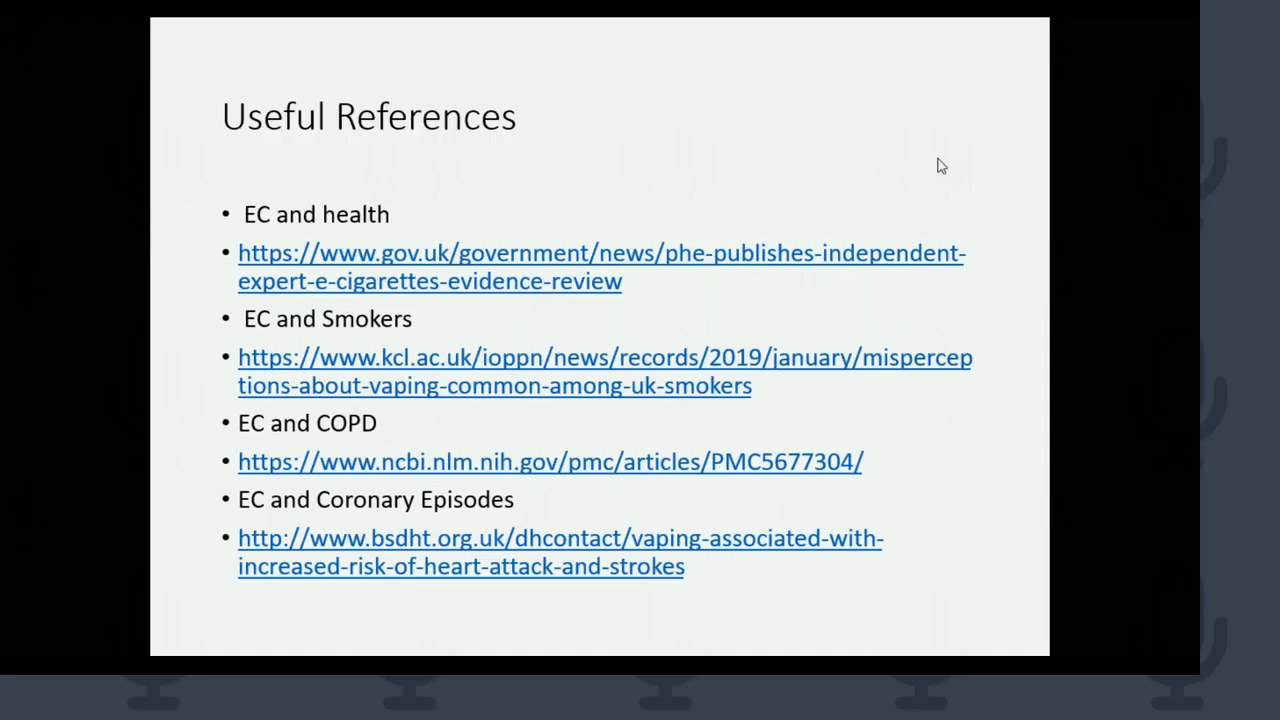 Useful References
• EC and health
• https://www.gov.uk/government/news/phe-publishes-independent-
expert-e-cigarettes-evidence-review
• EC and Smokers
• https://www.kcl.ac.uk/ioppn/news/records/2019/january/mispercep
tions-about-vaping-common-among-uk-smokers
• EC and COPD
• https://www.ncbi.nlm.nih.gov/pmc/articles/PMC5677304/
• EC and Coronary Episodes
• http://www.bsdht.org.uk/dhcontact/vaping-associated-with-
increased-risk-of-heart-attack-and-strokes